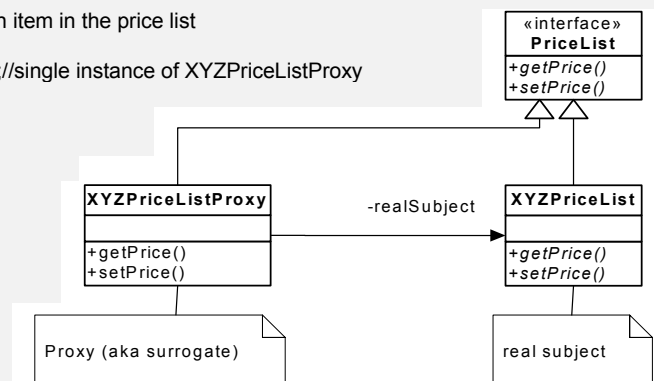 item in the price list
//single instance of XYZPriceListProxy
«interface»
PriceList
+getPrice()
+setPrice()
XYZPriceListProxy
+getPrice()
+setPrice()
-realSubject
XYZPriceList
+getPrice()
+setPrice()
Proxy (aka surrogate)
real subject